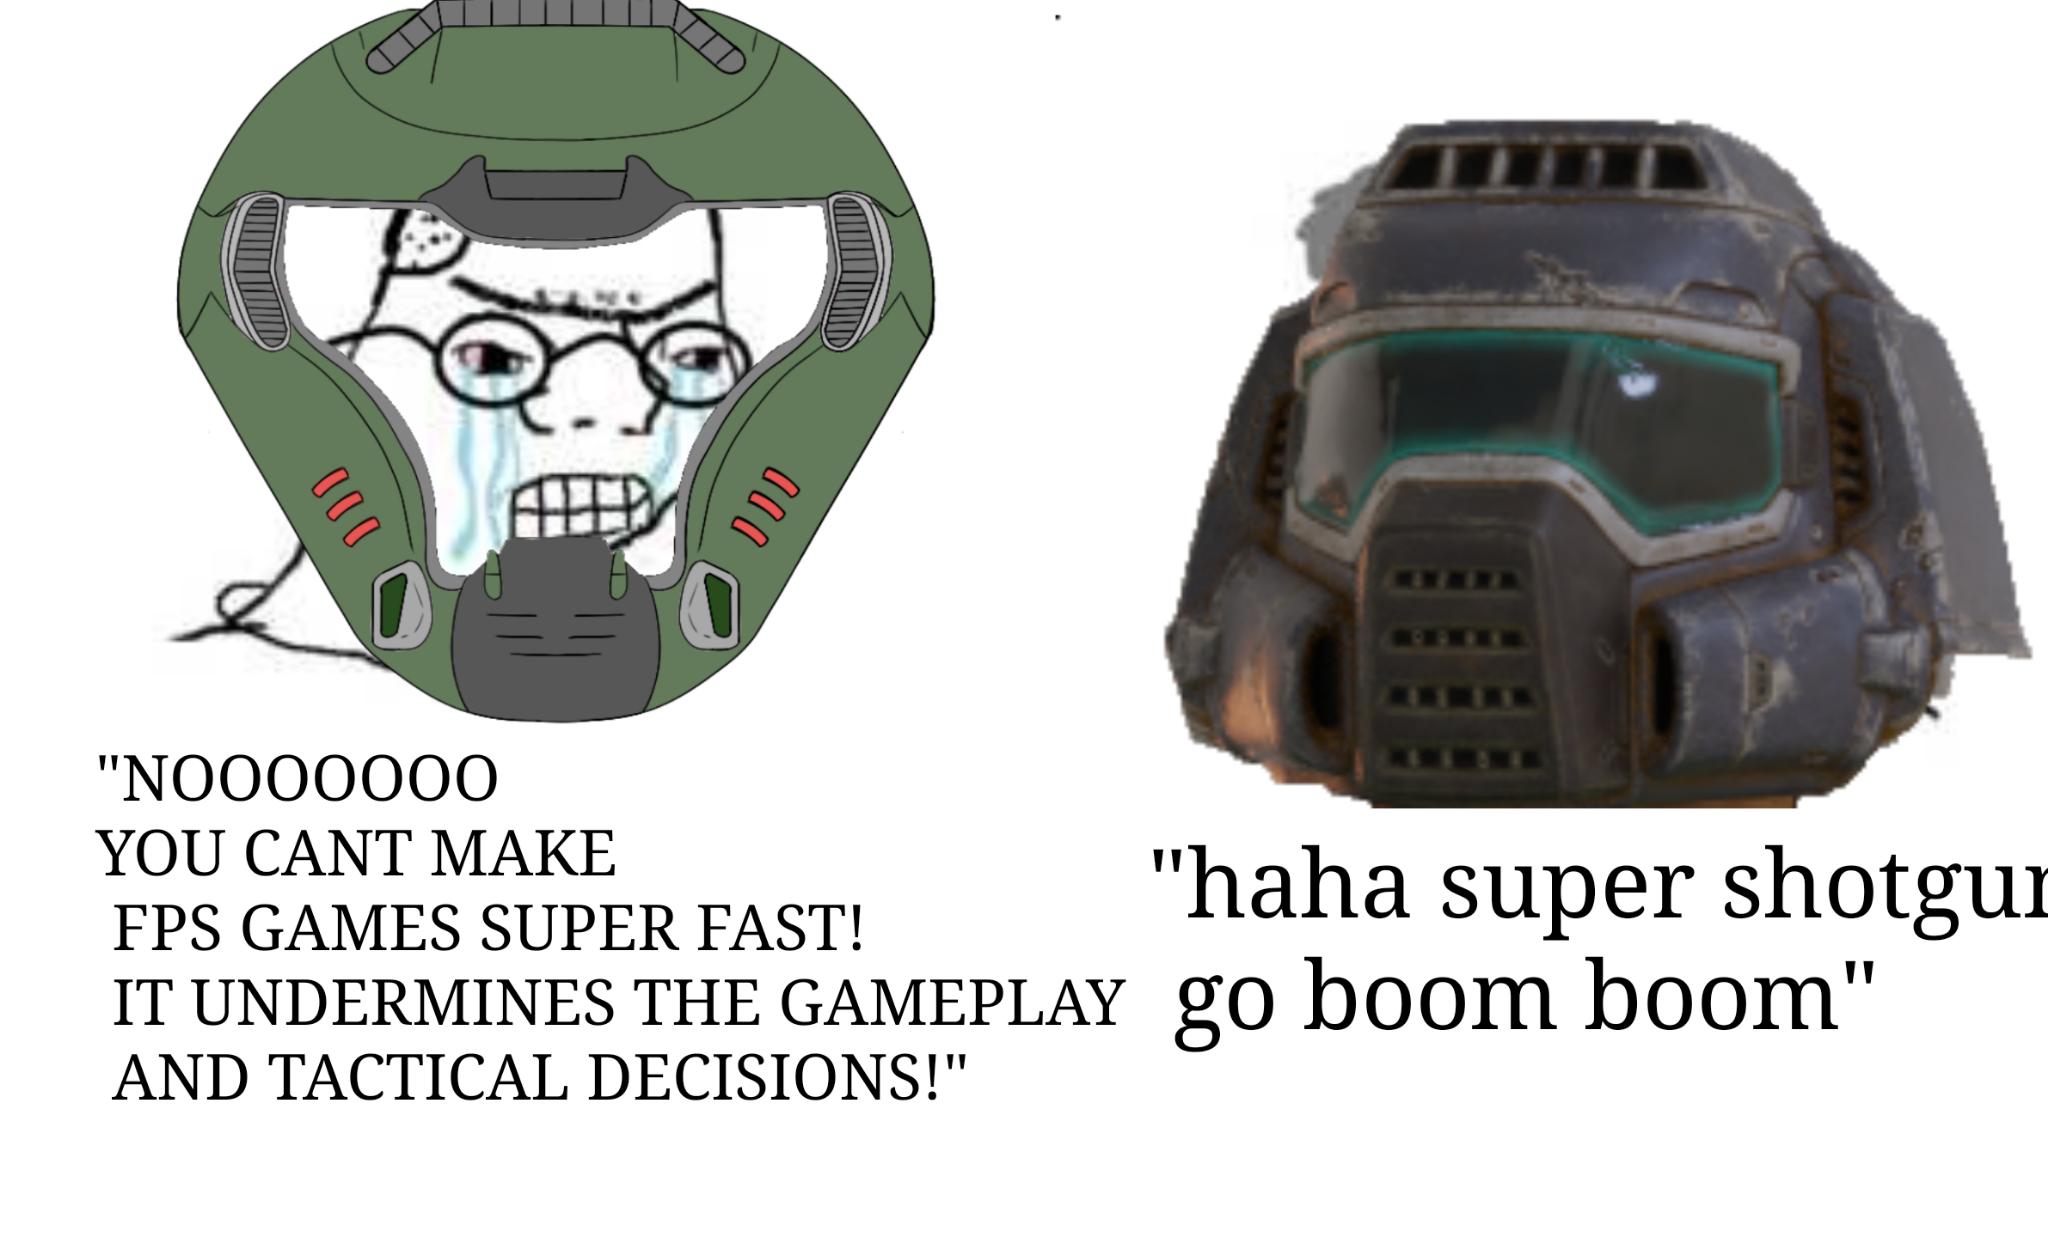 "NOOOOOOO
YOU CANT MAKE
FPS GAMES SUPER FAST!
IT UNDERMINES THE GAMEPLAY
AND TACTICAL DECISIONS!"
"haha super shotgun
go boom boom"